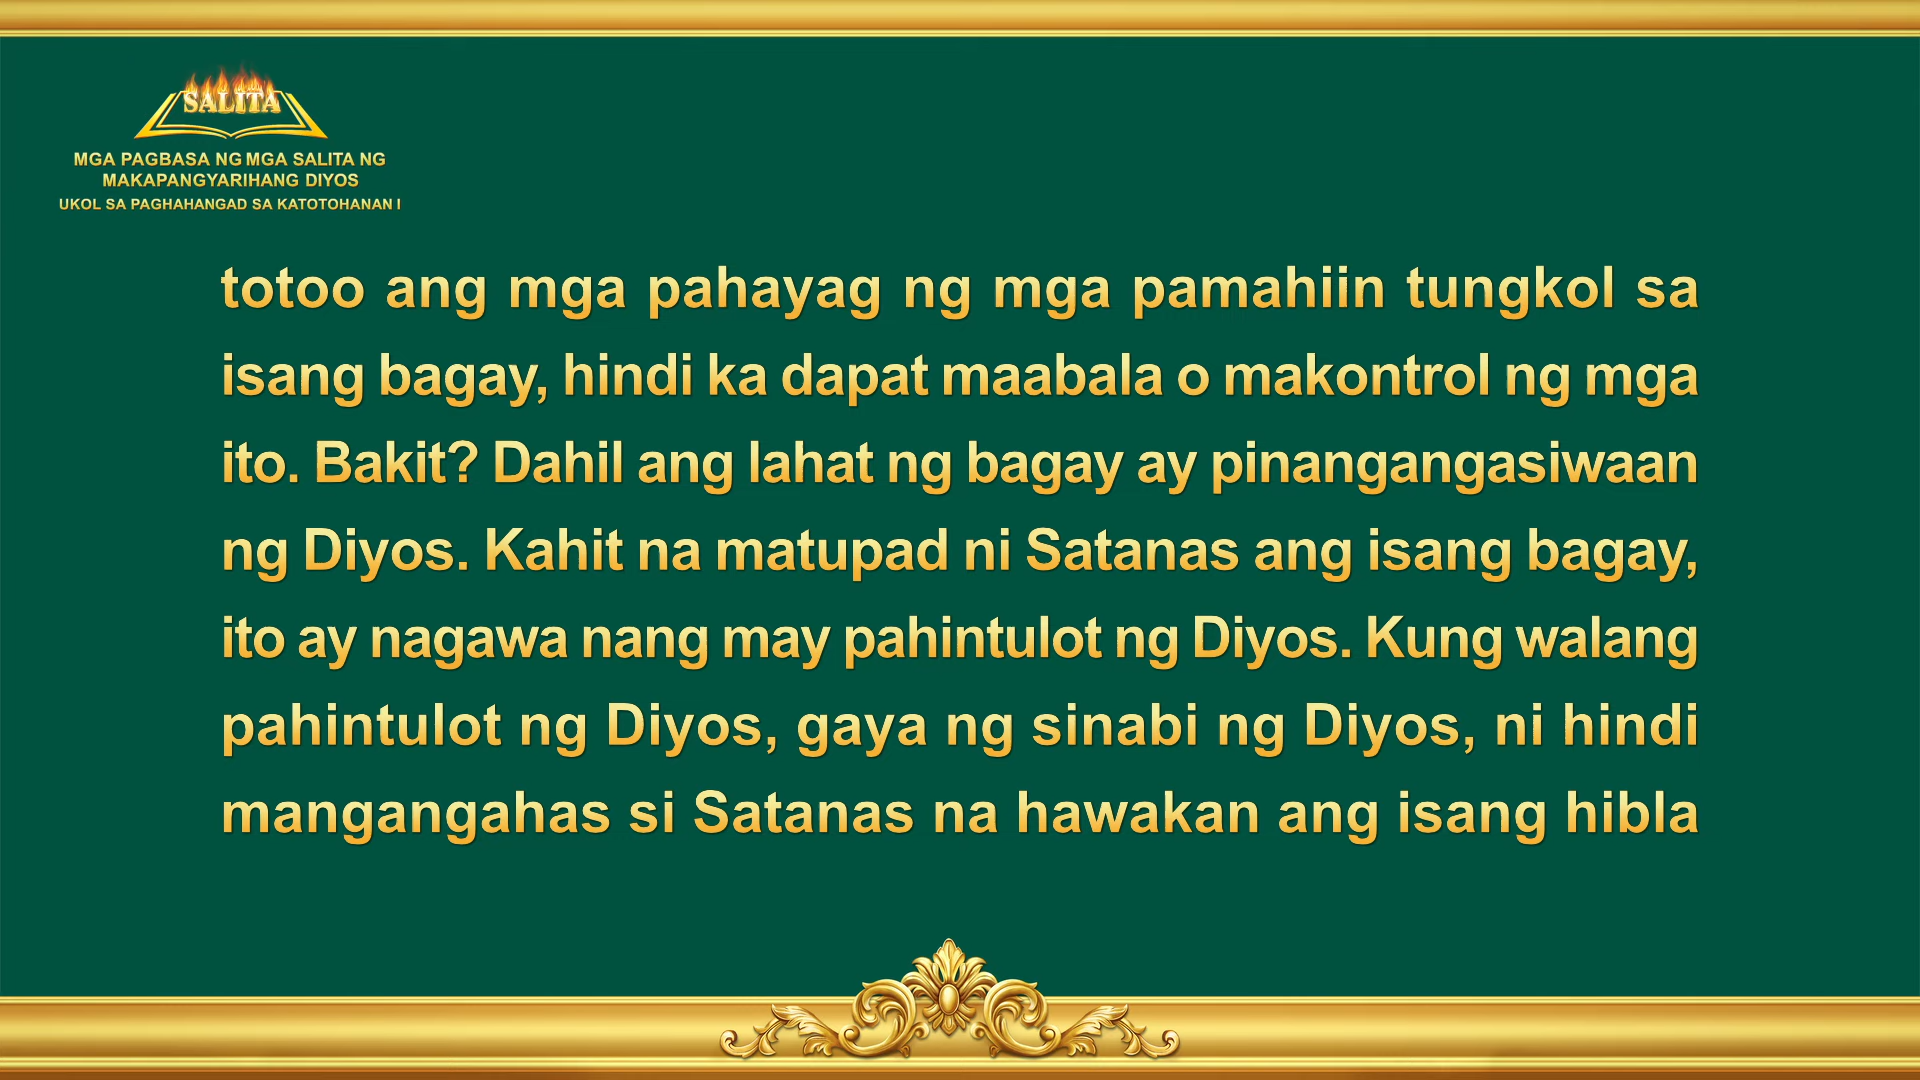 SALITA
MGA PAGBASA NG MGA SALITA NG
MAKAPANGYARIHANG DIYOS
UKOL SA PAGHAHANGAD SA KATOTOHANAN I
totoo ang mga pahayag ng mga pamahiin tungkol sa
isang bagay, hindi ka dapat maabala o makontrol ng mga
ito. Bakit? Dahil ang lahat ng bagay ay pinangangasiwaan
ng Diyos. Kahit na matupad ni Satanas ang isang bagay,
ito ay nagawa nang may pahintulot ng Diyos. Kung walang
pahintulot ng Diyos, gaya ng sinabi ng Diyos, ni hindi
mangangahas si Satanas na hawakan ang isang hibla